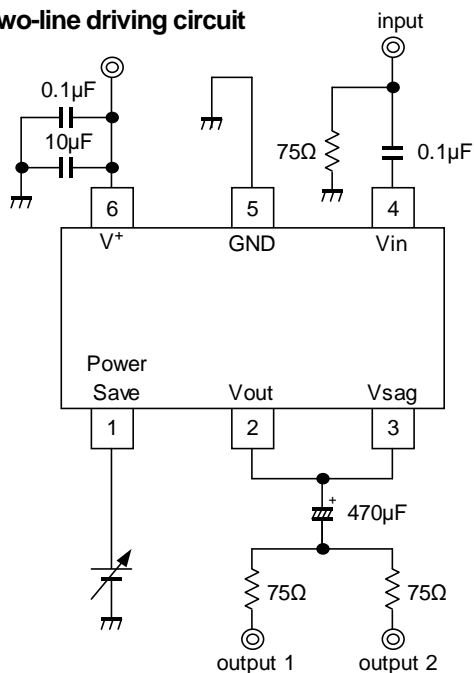 wo-line driving circuit
input
0.1µF
10µF
75Ω
0.1µF
6
5
4
V+
GND
Vin
Power
Save
Vout
Vsag
1
2
3
+
470µF
75Ω
75Ω
output 1
output 2